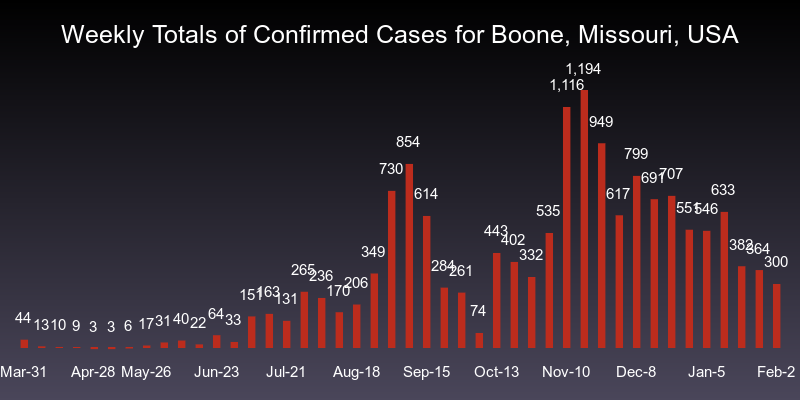 Weekly Totals of Confirmed Cases for Boone, Missouri, USA
44 13 10 9 3 3 6 17 31 40 22 64 33 151 163 131 265 236 170 206 349 730 854 614 284 261 74 443 402 332 535 1,116 1,194 949 617 799 691 707 551 546 633 382 364 300
Mar-31 Apr-28 May-26 Jun-23 Jul-21 Aug-18 Sep-15 Oct-13 Nov-10 Dec-8 Jan-5 Feb-2